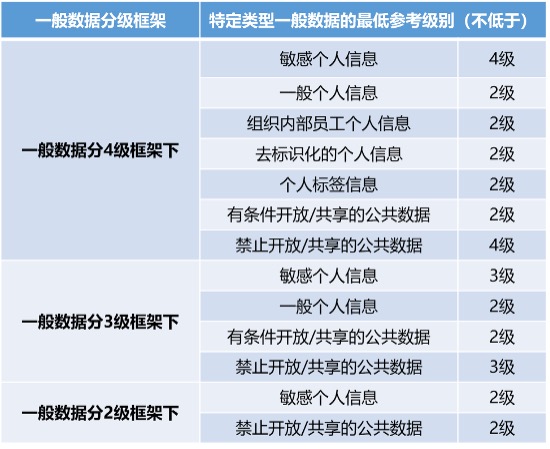 一般数据分级框架 特定类型一般数据的最低参考级别（不低于）
一般数据分4级框架下
敏感个人信息 4级
一般个人信息 2级
组织内部员工个人信息 2级
去标识化的个人信息 2级
个人标签信息 2级
有条件开放/共享的公共数据 2级
禁止开放/共享的公共数据 4级
一般数据分3级框架下
敏感个人信息 3级
一般个人信息 2级
有条件开放/共享的公共数据 2级
禁止开放/共享的公共数据 3级
一般数据分2级框架下
敏感个人信息 2级
禁止开放/共享的公共数据 2级